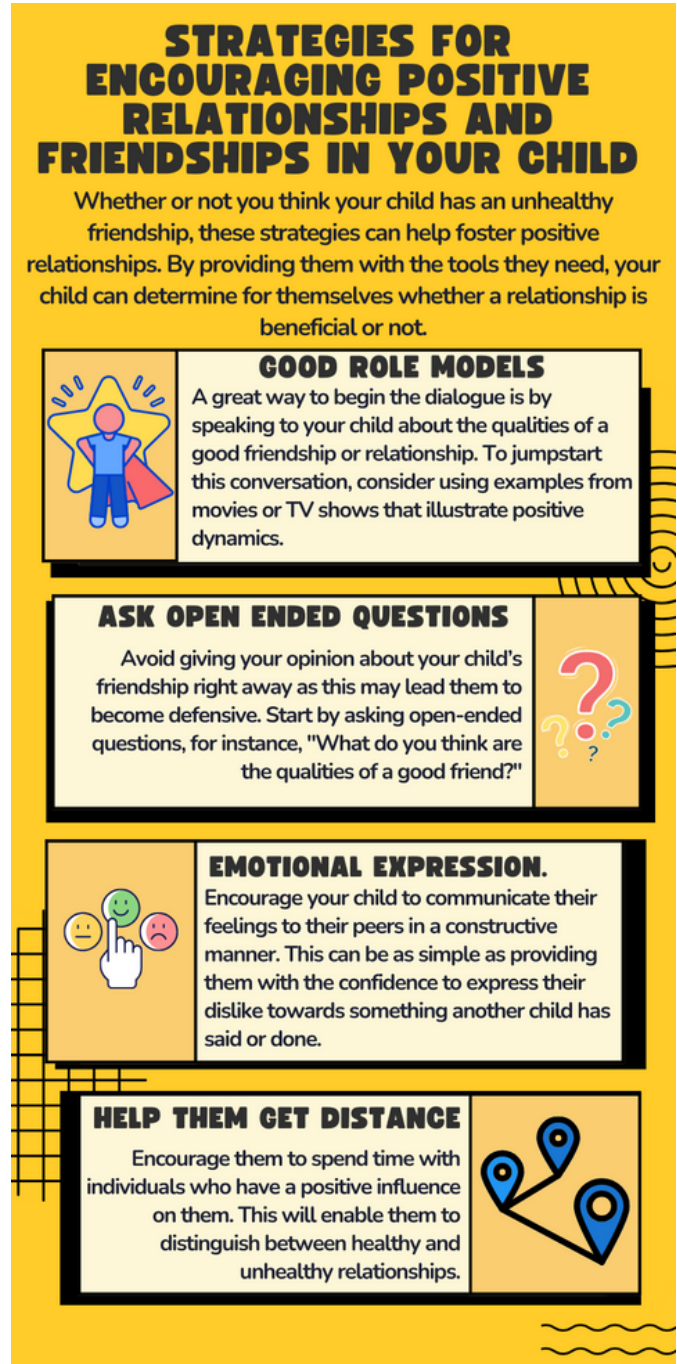 STRATEGIES FOR
ENCOURAGING POSITIVE
RELATIONSHIPS AND
FRIENDSHIPS IN YOUR CHILD
Whether or not you think your child has an unhealthy
friendship, these strategies can help foster positive
relationships. By providing them with the tools they need, your
child can determine for themselves whether a relationship is
beneficial or not.
GOOD ROLE MODELS
A great way to begin the dialogue is by
speaking to your child about the qualities of a
good friendship or relationship. To jumpstart
this conversation, consider using examples from
movies or TV shows that illustrate positive
dynamics.
ASK OPEN ENDED QUESTIONS
Avoid giving your opinion about your child's
friendship right away as this may lead them to
become defensive. Start by asking open-ended
questions, for instance, "What do you think are
the qualities of a good friend?"
EMOTIONAL EXPRESSION.
Encourage your child to communicate their
feelings to their peers in a constructive
manner. This can be as simple as providing
them with the confidence to express their
dislike towards something another child has
said or done.
HELP THEM GET DISTANCE
Encourage them to spend time with
individuals who have a positive influence
on them. This will enable them to
distinguish between healthy and
unhealthy relationships.